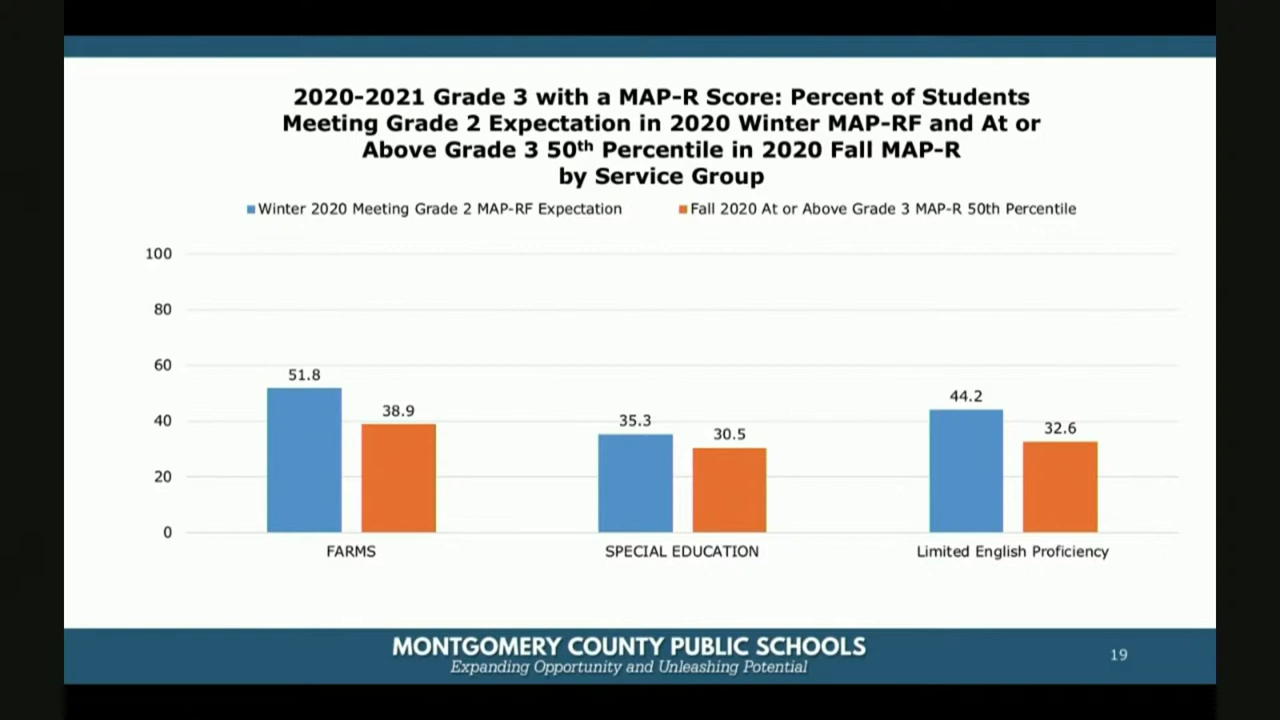 2020-2021 Grade 3 with a MAP-R Score: Percent of Students
Meeting Grade 2 Expectation in 2020 Winter MAP-RF and At or
Above Grade 3 50th Percentile in 2020 Fall MAP-R
by Service Group
Winter 2020 Meeting Grade 2 MAP-RF Expectation
Fall 2020 At or Above Grade 3 MAP-R 50th Percentile
100
80
60
40
20
0
51.8
38.9
35.3
30.5
44.2
32.6
FARMS
SPECIAL EDUCATION
Limited English Proficiency
MONTGOMERY COUNTY PUBLIC SCHOOLS
Expanding Opportunity and Unleashing Potential
19